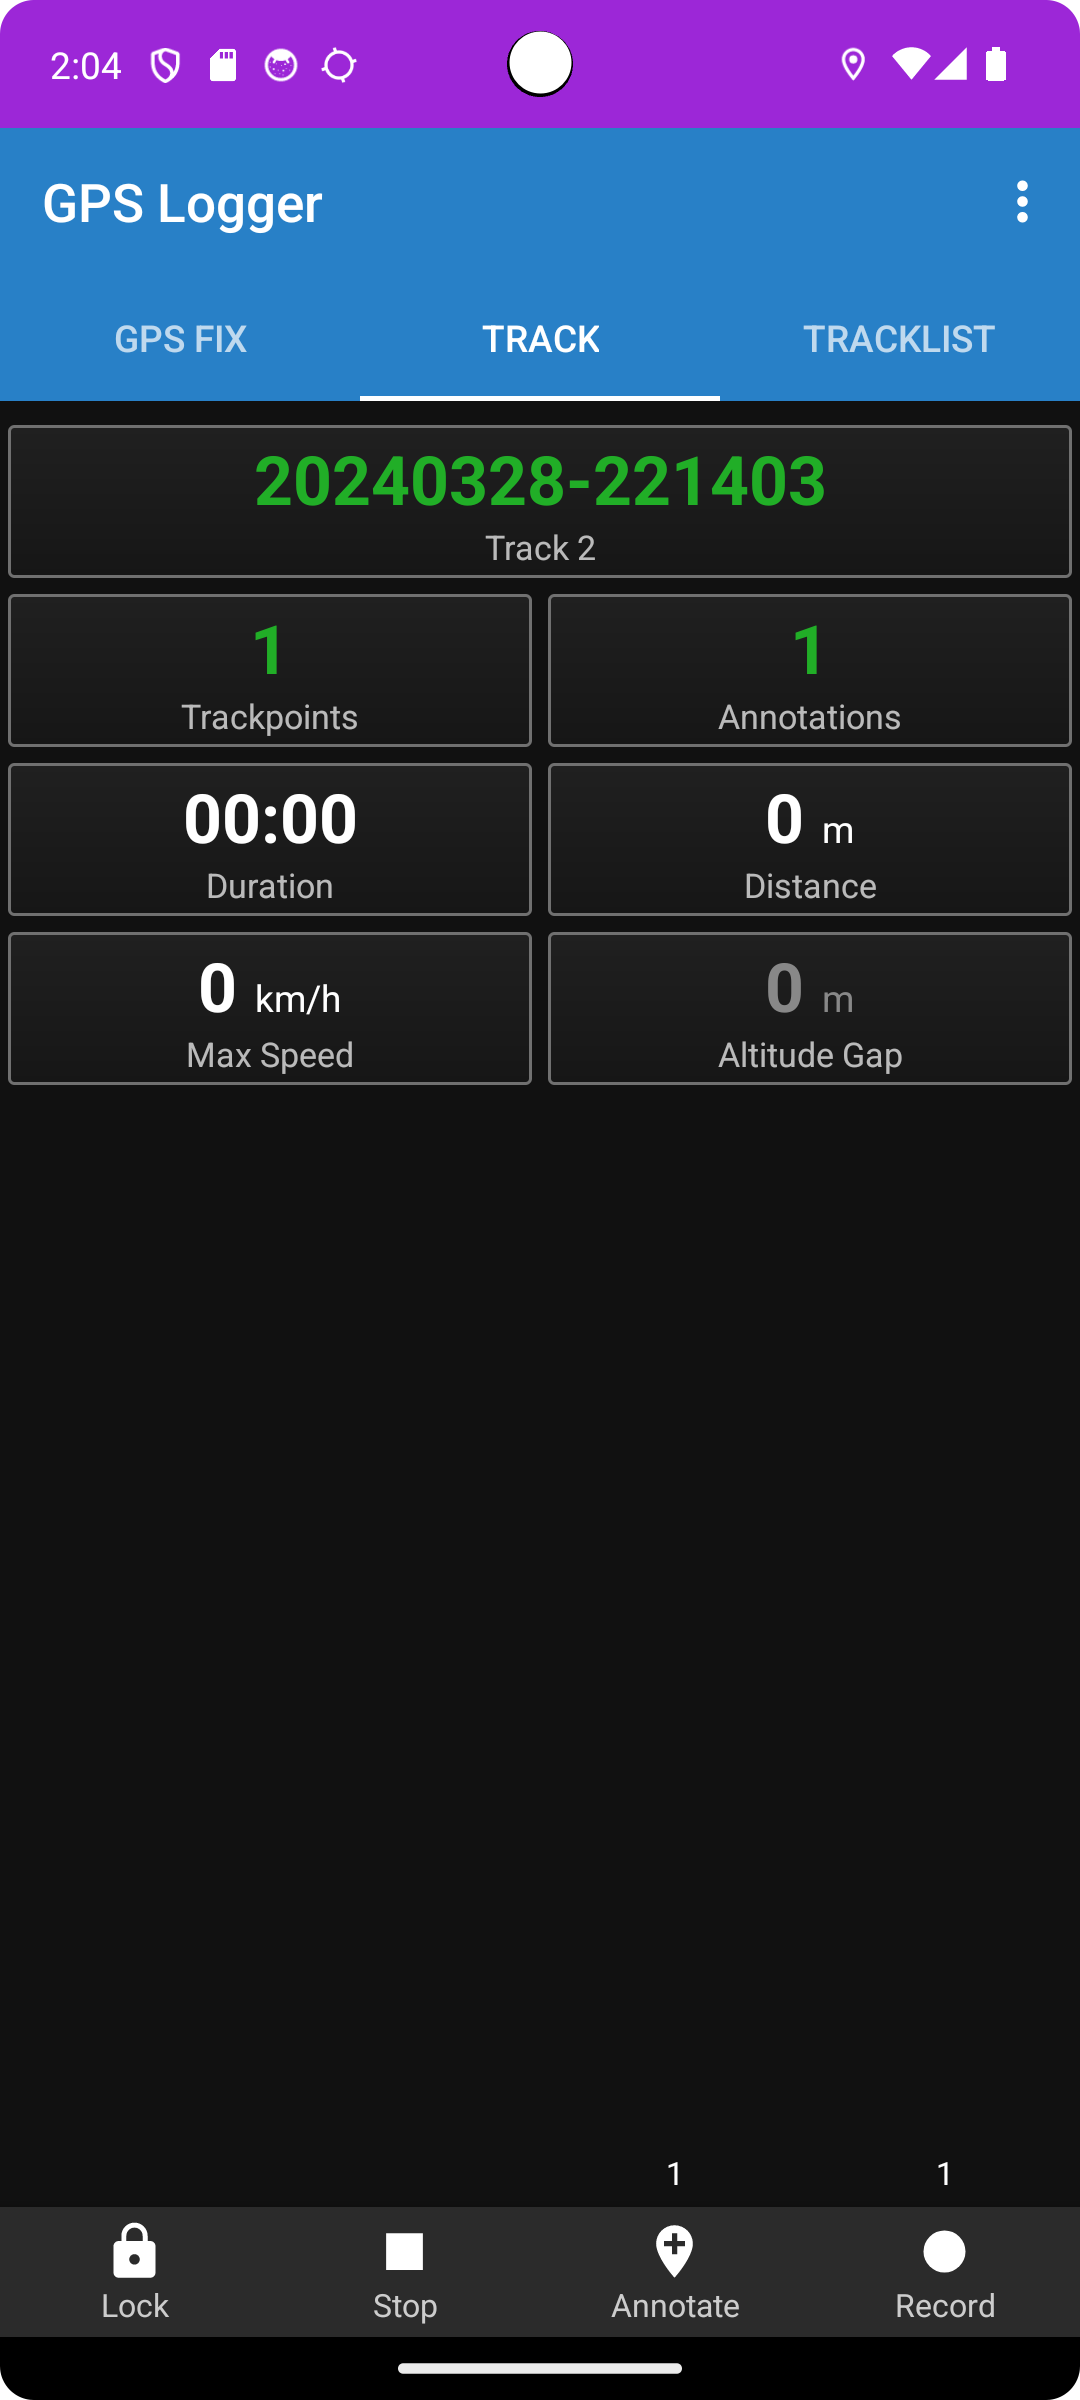 2:04
GPS Logger
GPS FIX
TRACK
TRACKLIST
20240328-221403
Track 2
1
Trackpoints
1
Annotations
00:00
Duration
0 m
Distance
0 km/h
Max Speed
0 m
Altitude Gap
1
1
Lock
Stop
Annotate
Record